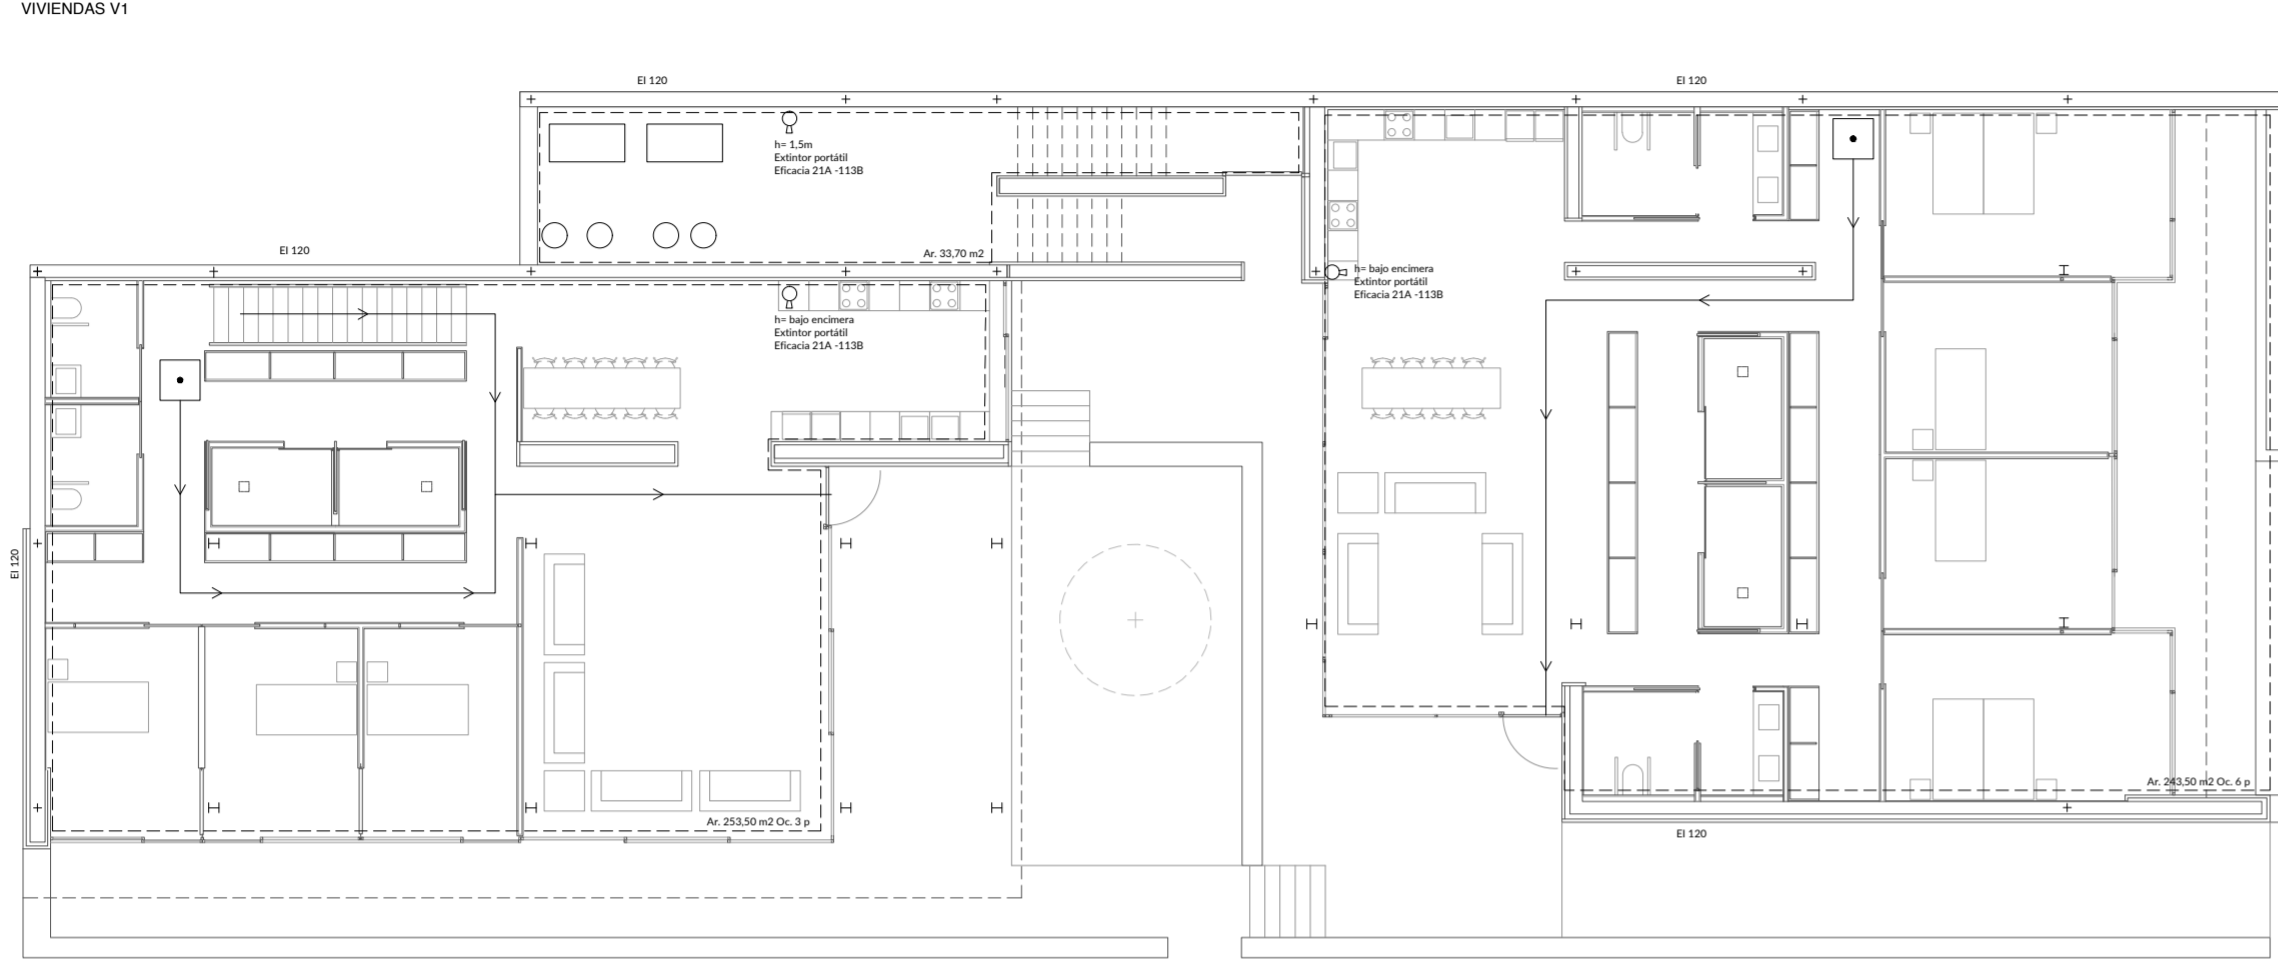 VIVIENDAS V1
EI 120
EI 120
h= 1,5m
Extintor portátil
Eficacia 21A -113B
EI 120
Ar. 33,70 m2
h= bajo encimera
Extintor portátil
Eficacia 21A -113B
h= bajo encimera
Extintor portátil
Eficacia 21A -113B
EI 120
Ar. 243,50 m2 Oc. 6 p
Ar. 253,50 m2 Oc. 3 p
EI 120